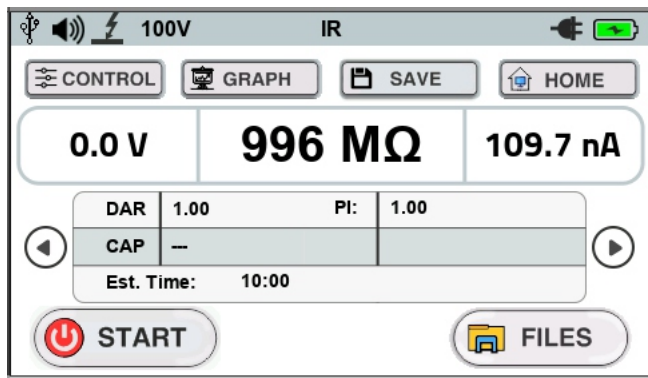 100V IR
CONTROL GRAPH SAVE HOME
0.0 V 996 MΩ 109.7 nA
DAR 1.00 PI: 1.00
CAP ---
Est. Time: 10:00
START FILES